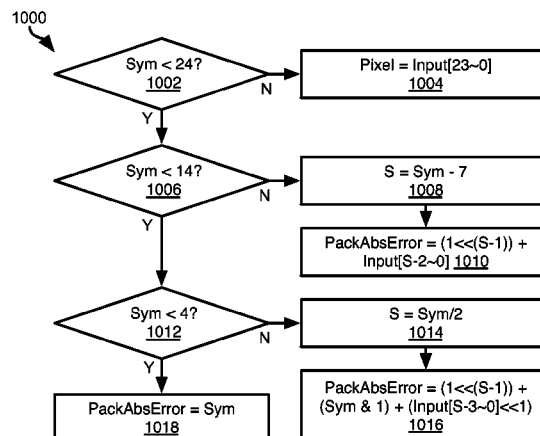 1000
Sym < 24?
1002
N
Y
Pixel = Input[23~0]
1004
Sym < 14?
1006
N
Y
S = Sym - 7
1008
PackAbsError = (1<<(S-1)) +
Input[S-2~0] 1010
Sym < 4?
1012
N
Y
S = Sym/2
1014
PackAbsError = Sym
1018
PackAbsError = (1<<(S-1)) +
(Sym & 1) + (Input[S-3~0]<<1)
1016